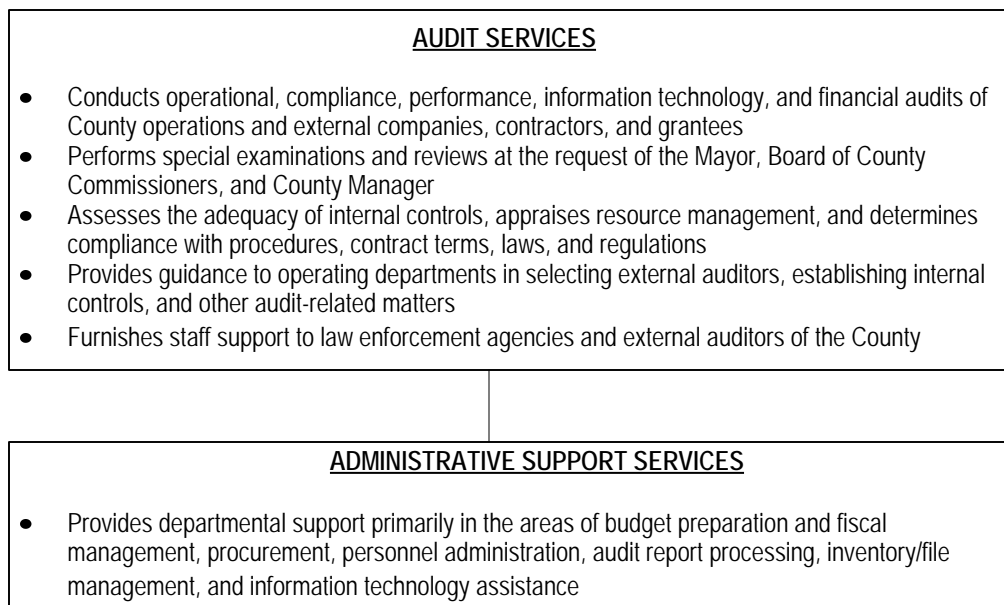 AUDIT SERVICES
● Conducts operational, compliance, performance, information technology, and financial audits of
County operations and external companies, contractors, and grantees
● Performs special examinations and reviews at the request of the Mayor, Board of County
Commissioners, and County Manager
● Assesses the adequacy of internal controls, appraises resource management, and determines
compliance with procedures, contract terms, laws, and regulations
● Provides guidance to operating departments in selecting external auditors, establishing internal
controls, and other audit-related matters
● Furnishes staff support to law enforcement agencies and external auditors of the County
ADMINISTRATIVE SUPPORT SERVICES
● Provides departmental support primarily in the areas of budget preparation and fiscal
management, procurement, personnel administration, audit report processing, inventory/file
management, and information technology assistance